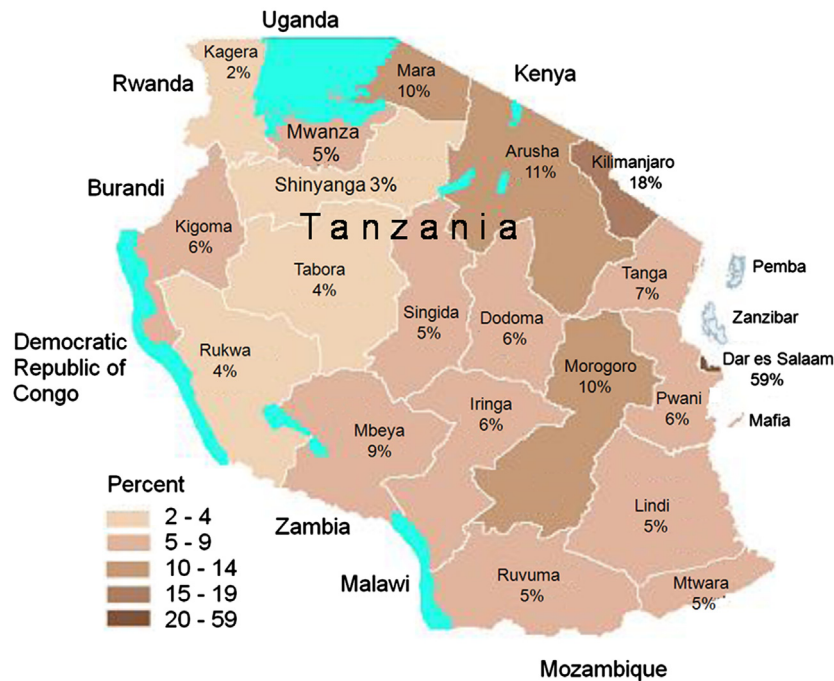 Uganda
Kagera
2%
Rwanda
Mara
10%
Kenya
Mwanza
5%
Arusha
11%
Kilimanjaro
18%
Shinyanga 3%
Burandi
Kigoma
6%
Tanzania
Tabora
4%
Singida
5%
Dodoma
6%
Tanga
7%
Pemba
Zanzibar
Democratic
Republic of
Congo
Rukwa
4%
Morogoro
10%
Dar es Salaam
59%
Pwani
6%
Mafia
Iringa
6%
Mbeya
9%
Percent
2 - 4
5 - 9
10 - 14
15 - 19
20 - 59
Zambia
Lindi
5%
Malawi
Ruvuma
5%
Mtwara
5%
Mozambique